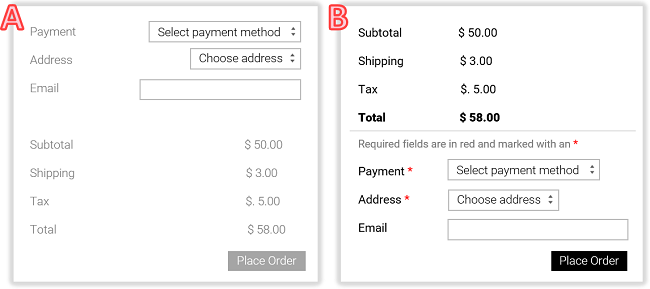 A
Payment Select payment method
Address Choose address
Email
Subtotal $ 50.00
Shipping $ 3.00
Tax $. 5.00
Total $ 58.00
Place Order
B
Subtotal $ 50.00
Shipping $ 3.00
Tax $. 5.00
Total $ 58.00
Required fields are in red and marked with an *
Payment * Select payment method
Address * Choose address
Email
Place Order